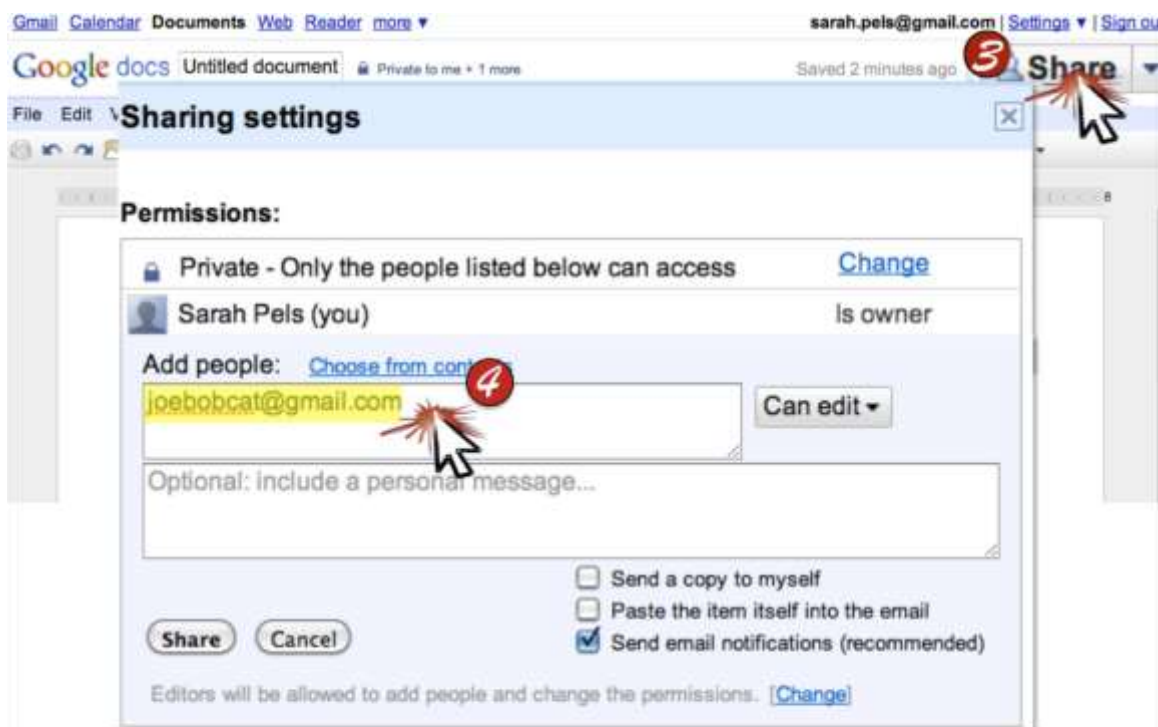 Gmail Calendar Documents Web Reader more ▼ sarah.pels@gmail.com | Settings ▼ | Sign ou
Google docs Untitled document Private to me + 1 more Saved 2 minutes ago 3 Share
File Edit
Sharing settings
8
Permissions:
Private - Only the people listed below can access Change
Sarah Pels (you) Is owner
Add people: Choose from 4
joebobcat@gmail.com Can edit ▾
Optional: include a personal message...
Send a copy to myself
Paste the item itself into the email
Share Cancel Send email notifications (recommended)
Editors will be allowed to add people and change the permissions. [Change]